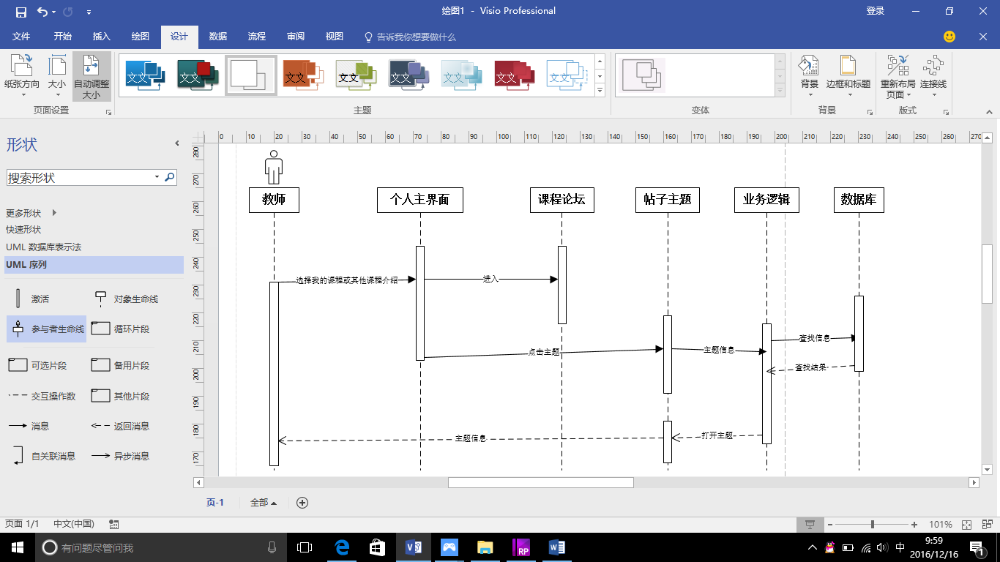 绘图1 - Visio Professional
登录
文件 开始 插入 绘图 设计 数据 流程 审阅 视图 告诉我你想要做什么
纸张方向 大小 自动调整大小
文文 文文 文文 文文 文文 文文 文文 文文
背景 边框和标题 重新布局页面 连接线
页面设置 主题 变体 背景 版式
形状
搜索形状
更多形状
快速形状
UML 数据库表示法
UML 序列
激活 对象生命线
参与者生命线 循环片段
可选片段 备用片段
交互操作数 其他片段
消息 返回消息
自关联消息 异步消息
0 10 20 30 40 50 60 70 80 90 100 110 120 130 140 150 160 170 180 190 200 210 220 230 240 250 260 270
280
270
260
250
240
230
220
210
200
190
180
170
教师 个人主界面 课程论坛 帖子主题 业务逻辑 数据库
选择我的课程或其他课程介绍 进入
查找信息
点击主题 主题信息
查找结果
主题信息 打开主题
页-1 全部
页面 1/1 中文(中国) 101%
有问题尽管问我
RP
中
9:59
2016/12/16
1